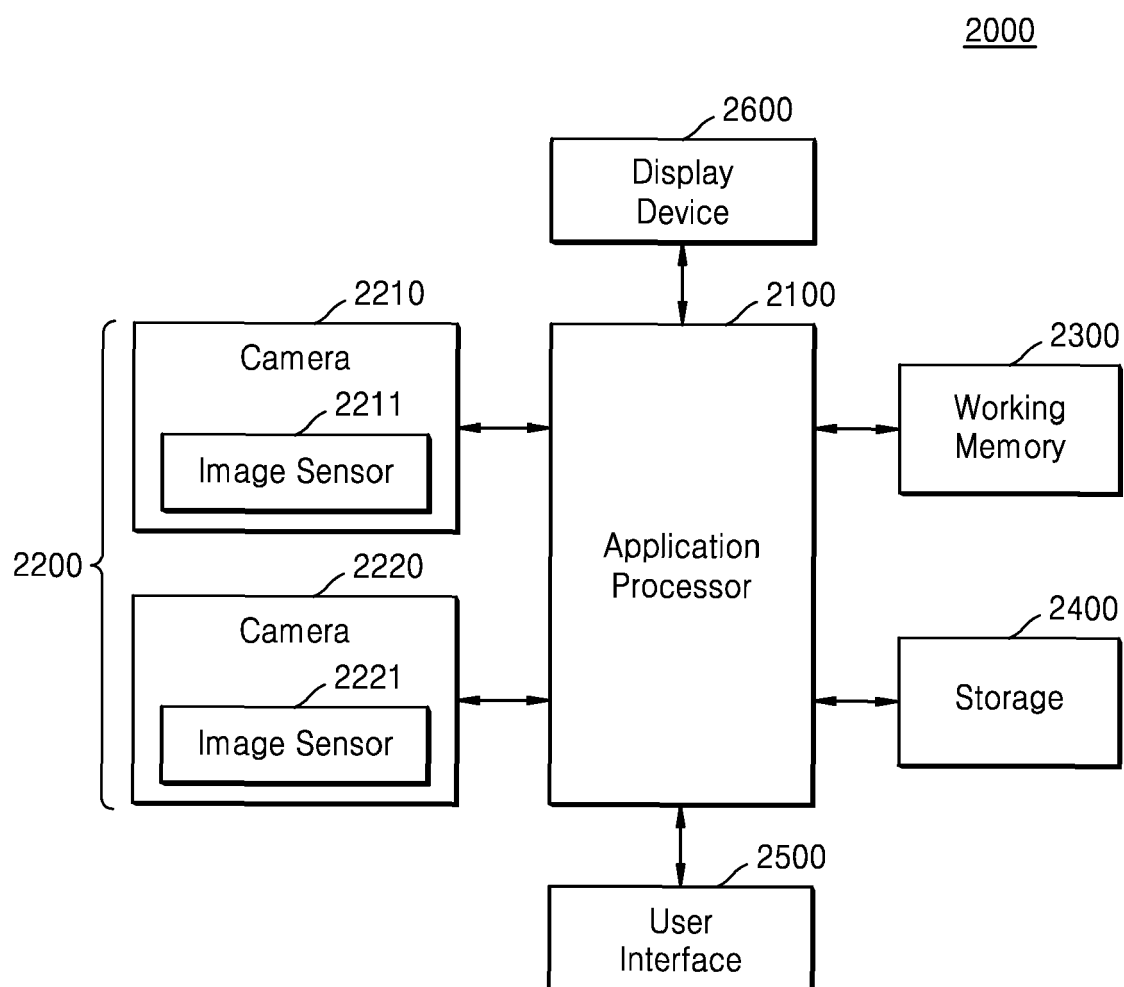 2000
2600
Display
Device
2210
2100
2300
Camera
2211
Image Sensor
Working
Memory
2200
2220
Application
Processor
2400
Camera
2221
Image Sensor
Storage
2500
User
Interface